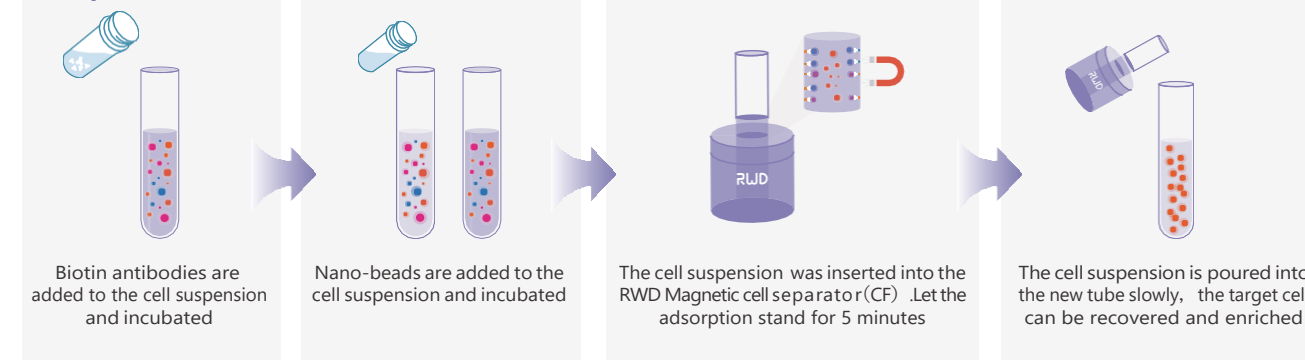 RWD
RWD
Biotin antibodies are
added to the cell suspension
and incubated
Nano-beads are added to the
cell suspension and incubated
The cell suspension was inserted into the
RWD Magnetic cell separator(CF) .Let the
adsorption stand for 5 minutes
The cell suspension is poured into
the new tube slowly, the target cell
can be recovered and enriched